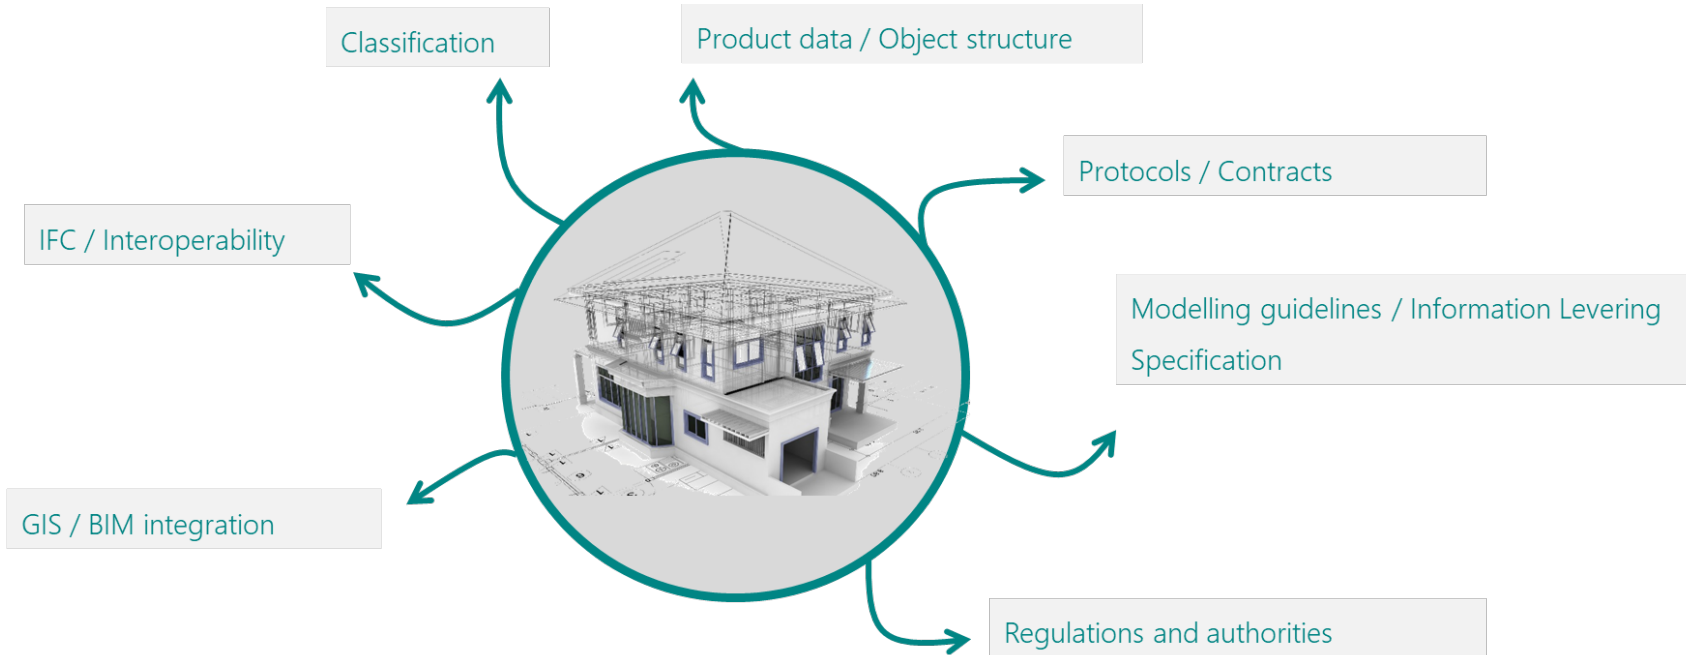 Classification
Product data / Object structure
Protocols / Contracts
IFC / Interoperability
Modelling guidelines / Information Levering
Specification
GIS / BIM integration
Regulations and authorities